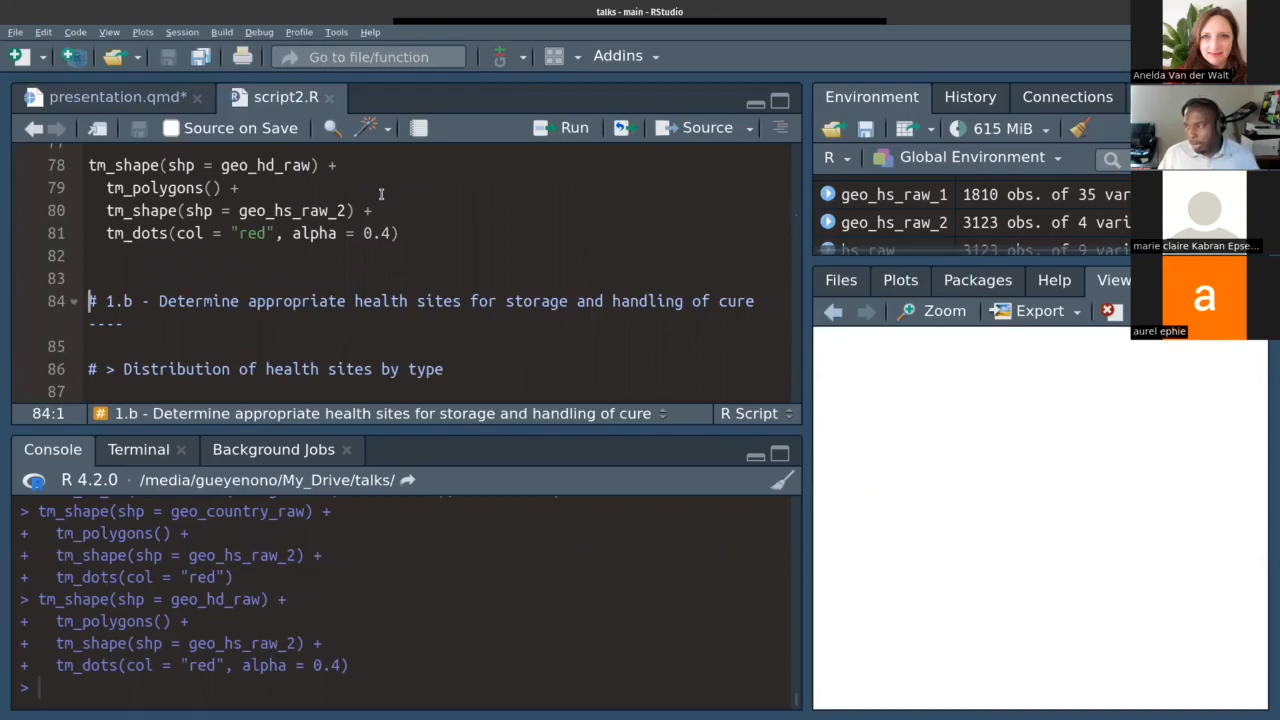 talks - main - RStudio
File Edit Code View Plots Session Build Debug Profile Tools Help
Go to file/function Addins
presentation.qmd* script2.R
Source on Save Run Source
78 tm_shape(shp = geo_hd_raw) +
79 tm_polygons() +
80 tm_shape(shp = geo_hs_raw_2) +
81 tm_dots(col = "red", alpha = 0.4)
82
83
84 # 1.b - Determine appropriate health sites for storage and handling of cure
----
85
86 # > Distribution of health sites by type
87
84:1 # 1.b - Determine appropriate health sites for storage and handling of cure R Script
Console Terminal Background Jobs
R 4.2.0 · /media/gueyenono/My_Drive/talks/
> tm_shape(shp = geo_country_raw) +
+ tm_polygons() +
+ tm_shape(shp = geo_hs_raw_2) +
+ tm_dots(col = "red")
> tm_shape(shp = geo_hd_raw) +
+ tm_polygons() +
+ tm_shape(shp = geo_hs_raw_2) +
+ tm_dots(col = "red", alpha = 0.4)
>
Environment History Connections
615 MiB
R Global Environment
geo_hs_raw_1 1810 obs. of 35 vari
geo_hs_raw_2 3123 obs. of 4 vari
hs_raw 3123 obs. of 9 vari
Files Plots Packages Help View
Zoom Export
Anelda Van der Walt
marie claire Kabran Epse...
a
aurel ephie